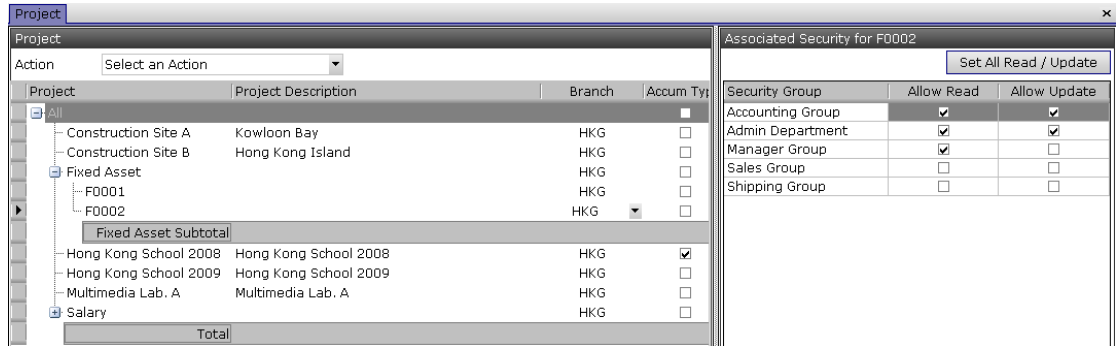 Project
Project
Action Select an Action
Project Project Description Branch Accum Typ
All
Construction Site A Kowloon Bay HKG
Construction Site B Hong Kong Island HKG
Fixed Asset HKG
F0001 HKG
F0002 HKG
Fixed Asset Subtotal
Hong Kong School 2008 Hong Kong School 2008 HKG
Hong Kong School 2009 Hong Kong School 2009 HKG
Multimedia Lab. A Multimedia Lab. A HKG
Salary HKG
Total
Associated Security for F0002
Set All Read / Update
Security Group Allow Read Allow Update
Accounting Group
Admin Department
Manager Group
Sales Group
Shipping Group